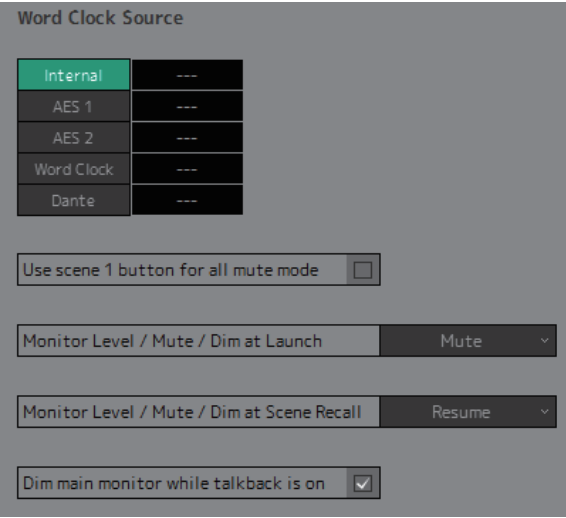 Word Clock Source
Internal ---
AES 1 ---
AES 2 ---
Word Clock ---
Dante ---
Use scene 1 button for all mute mode
Monitor Level / Mute / Dim at Launch Mute
Monitor Level / Mute / Dim at Scene Recall Resume
Dim main monitor while talkback is on